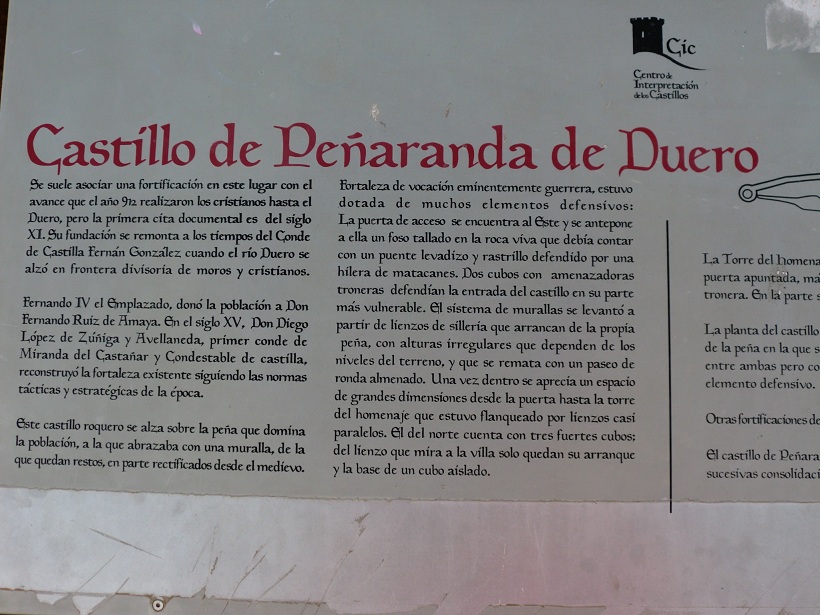 Cic
Centro de
Interpretación
de los Castillos
Castillo de Peñaranda de Duero
Se suele asociar una fortificación en este lugar con el
avance que el año 912 realizaron los cristianos hasta el
Duero, pero la primera cita documental es del siglo
XI. Su fundación se remonta a los tiempos del Conde
de Castilla Fernán González cuando el río Duero se
alzó en frontera divisoria de moros y cristianos.
Fernando IV el Emplazado, donó la población a Don
Fernando Ruíz de Amaya. En el siglo XV, Don Diego
López de Zúñiga y Avellaneda, primer conde de
Miranda del Castañar y Condestable de castilla,
reconstruyó la fortaleza existente siguiendo las normas
tácticas y estratégicas de la época.
Este castillo roquero se alza sobre la peña que domina
la población, a la que abrazaba con una muralla, de la
que quedan restos, en parte rectificados desde el medievo.
Fortaleza de vocación eminentemente guerrera, estuvo
dotada de muchos elementos defensivos:
La puerta de acceso se encuentra al Este y se antepone
a ella un foso tallado en la roca viva que debía contar
con un puente levadizo y rastrillo defendido por una
hilera de matacanes. Dos cubos con amenazadoras
troneras defendían la entrada del castillo en su parte
más vulnerable. El sistema de murallas se levantó a
partir de lienzos de sillería que arrancan de la propía
peña, con alturas irregulares que dependen de los
niveles del terreno, y que se remata con un paseo de
ronda almenado. Una vez dentro se aprecía un espacio
de grandes dímensiones desde la puerta hasta la torre
del homenaje que estuvo flanqueado por lienzos casi
paralelos. El del norte cuenta con tres fuertes cubos;
del lienzo que mira a la villa solo quedan su arranque
y la base de un cubo aislado.
La Torre del homena
puerta apuntada, má
tronera. En la parte s
La planta del castillo
de la peña en la que s
entre ambas pero co
elemento defensivo.
Otras fortificaciones de
El castillo de Peñara
sucesivas consolidaci